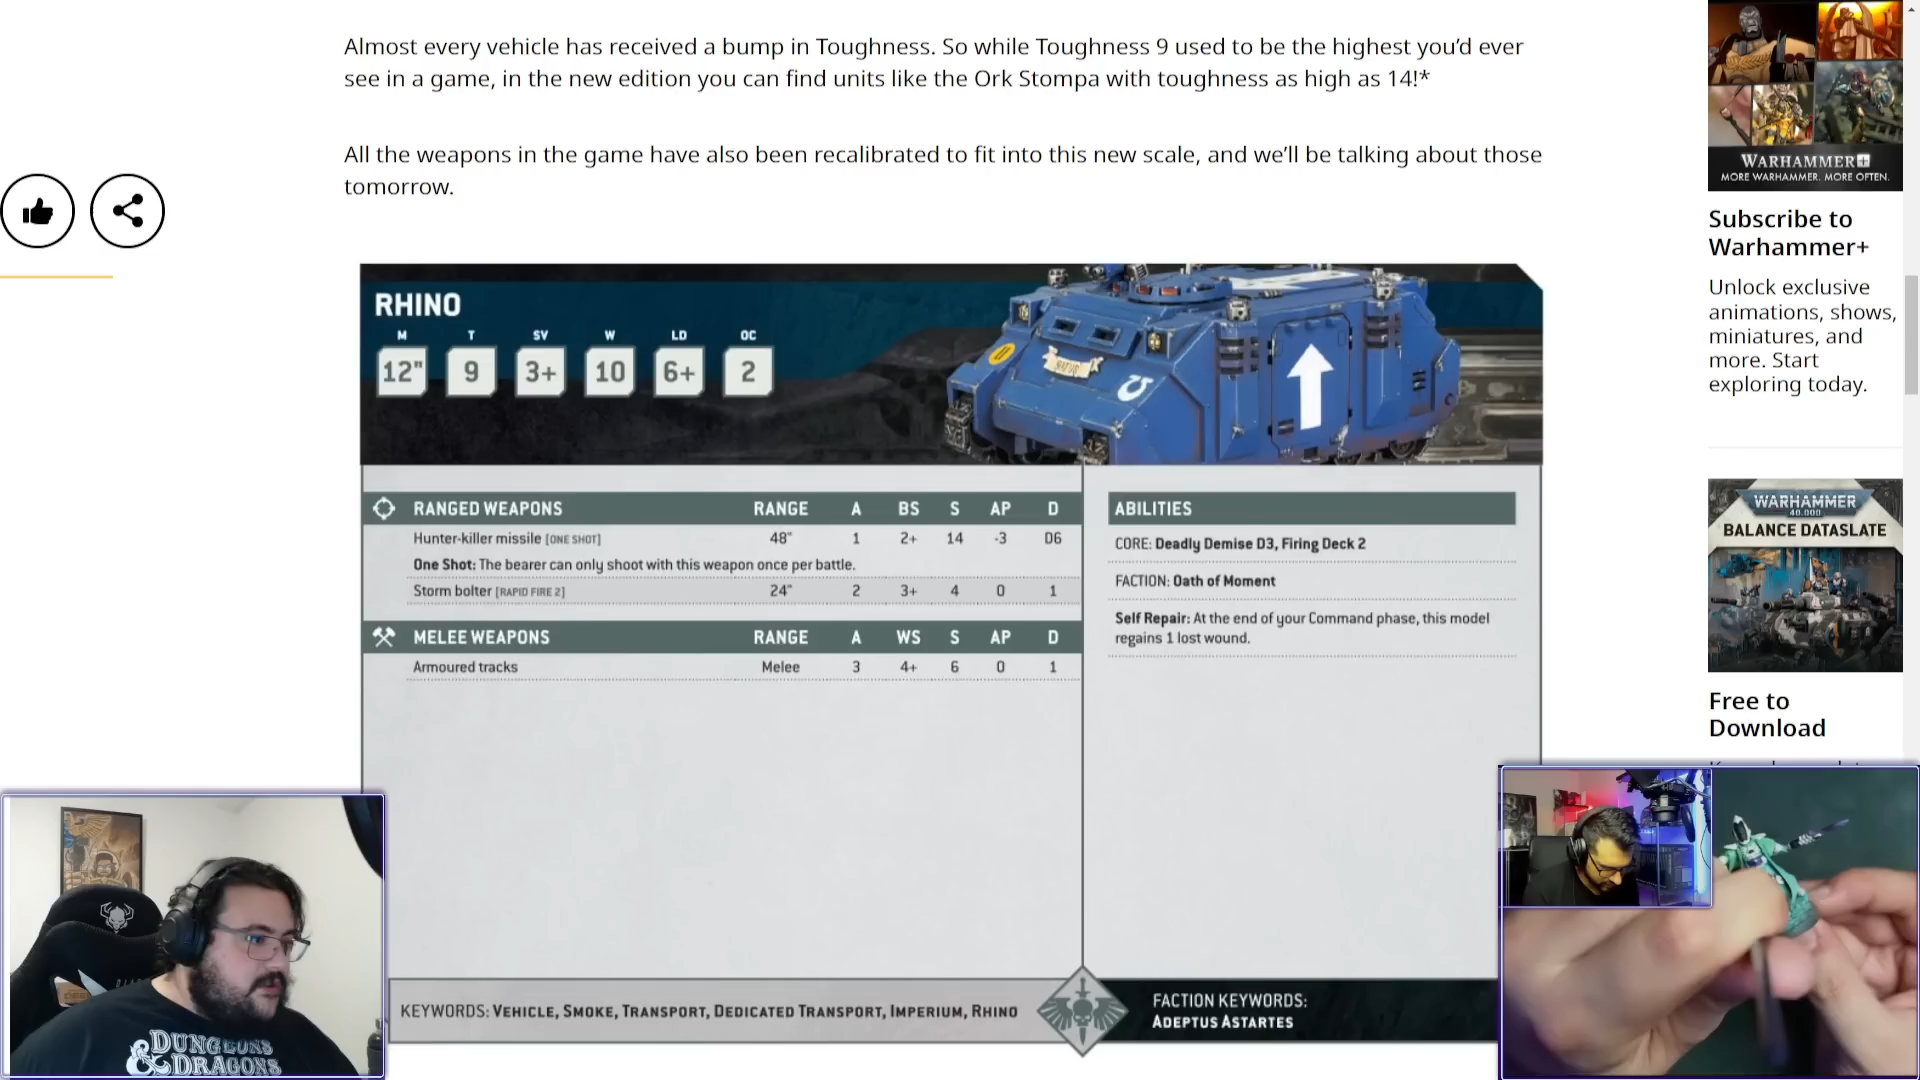 Almost every vehicle has received a bump in Toughness. So while Toughness 9 used to be the highest you’d ever
see in a game, in the new edition you can find units like the Ork Stompa with toughness as high as 14!*
All the weapons in the game have also been recalibrated to fit into this new scale, and we’ll be talking about those
tomorrow.
RHINO
M T SV W LD OC
12" 9 3+ 10 6+ 2
RANGED WEAPONS RANGE A BS S AP D
Hunter-killer missile [ONE SHOT] 48" 1 2+ 14 -3 D6
One Shot: The bearer can only shoot with this weapon once per battle.
Storm bolter [RAPID FIRE 2] 24" 2 3+ 4 0 1
MELEE WEAPONS RANGE A WS S AP D
Armoured tracks Melee 3 4+ 6 0 1
ABILITIES
CORE: Deadly Demise D3, Firing Deck 2
FACTION: Oath of Moment
Self Repair: At the end of your Command phase, this model
regains 1 lost wound.
KEYWORDS: VEHICLE, SMOKE, TRANSPORT, DEDICATED TRANSPORT, IMPERIUM, RHINO
FACTION KEYWORDS:
ADEPTUS ASTARTES
WARHAMMER+
MORE WARHAMMER. MORE OFTEN.
Subscribe to
Warhammer+
Unlock exclusive
animations, shows,
miniatures, and
more. Start
exploring today.
WARHAMMER
40,000
BALANCE DATASLATE
Free to
Download
DUNGEONS
& DRAGONS